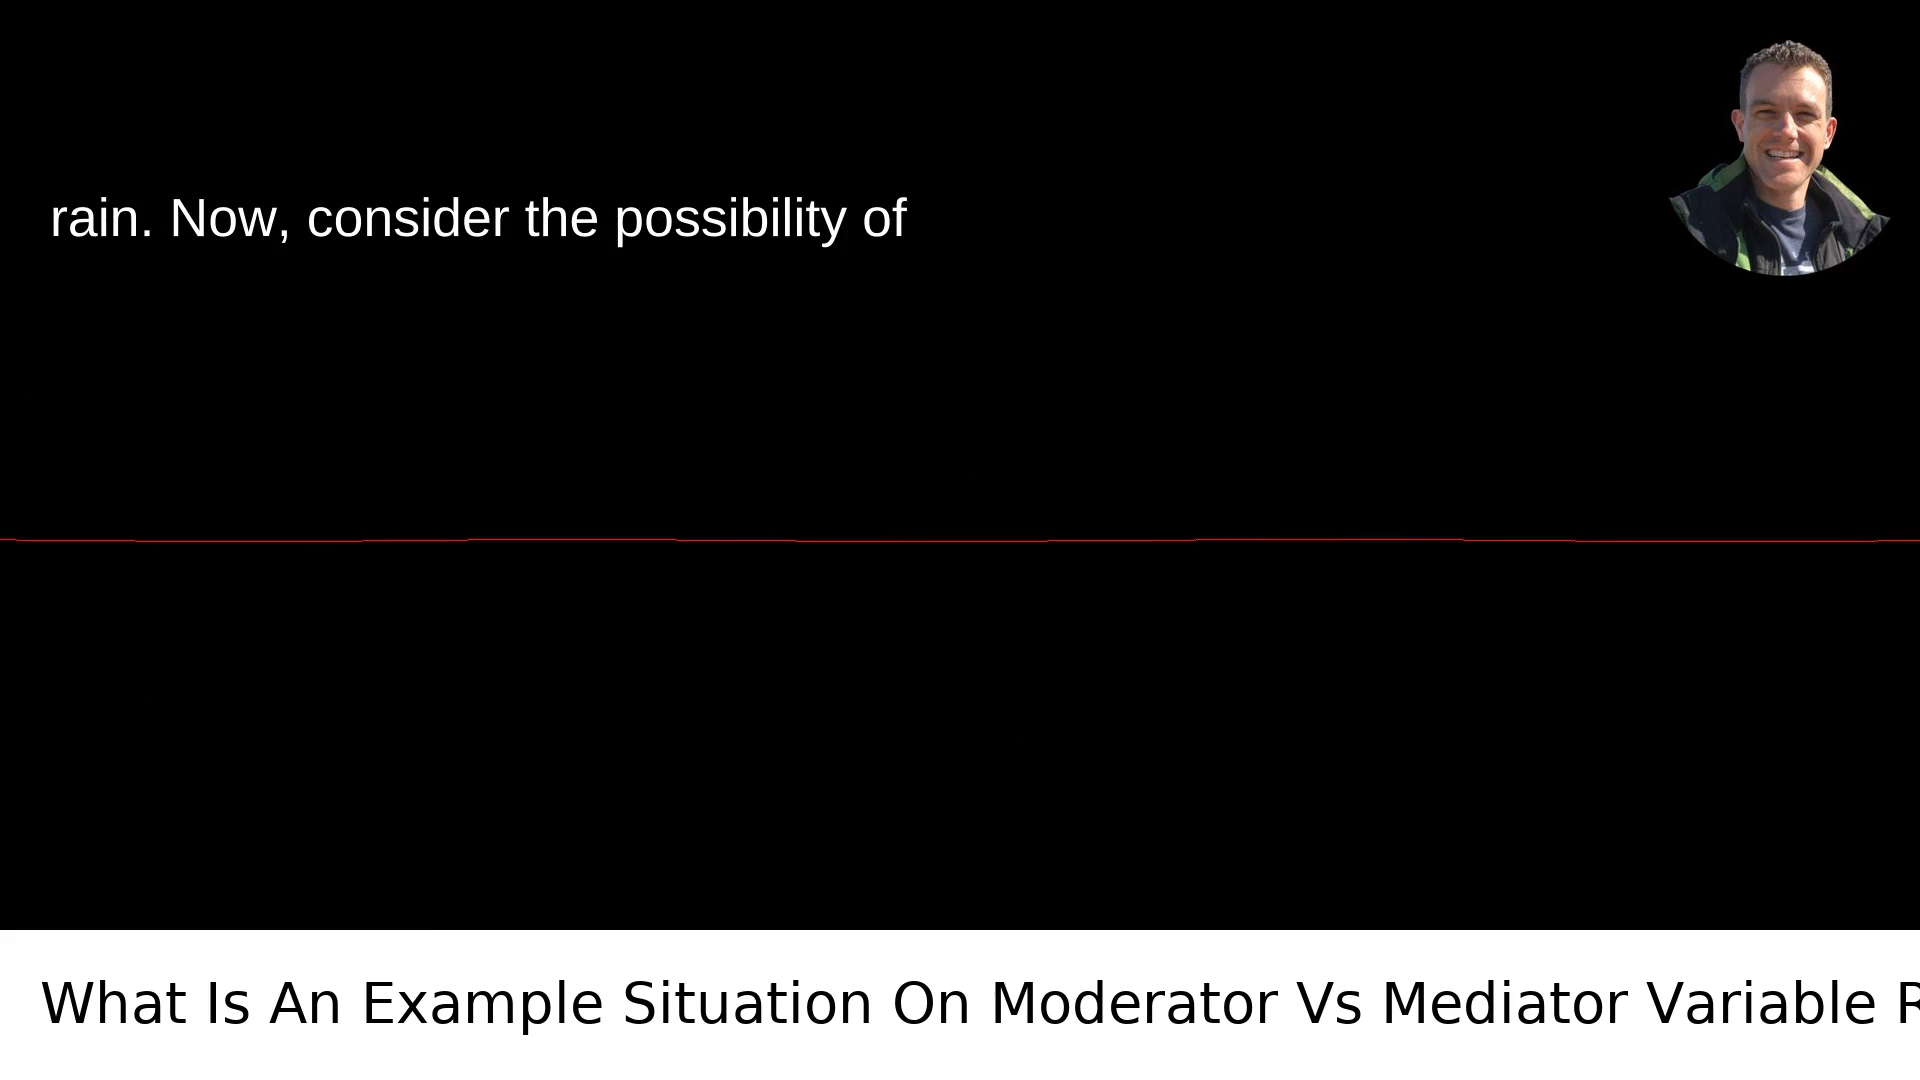 rain. Now, consider the possibility of
What Is An Example Situation On Moderator Vs Mediator Variable